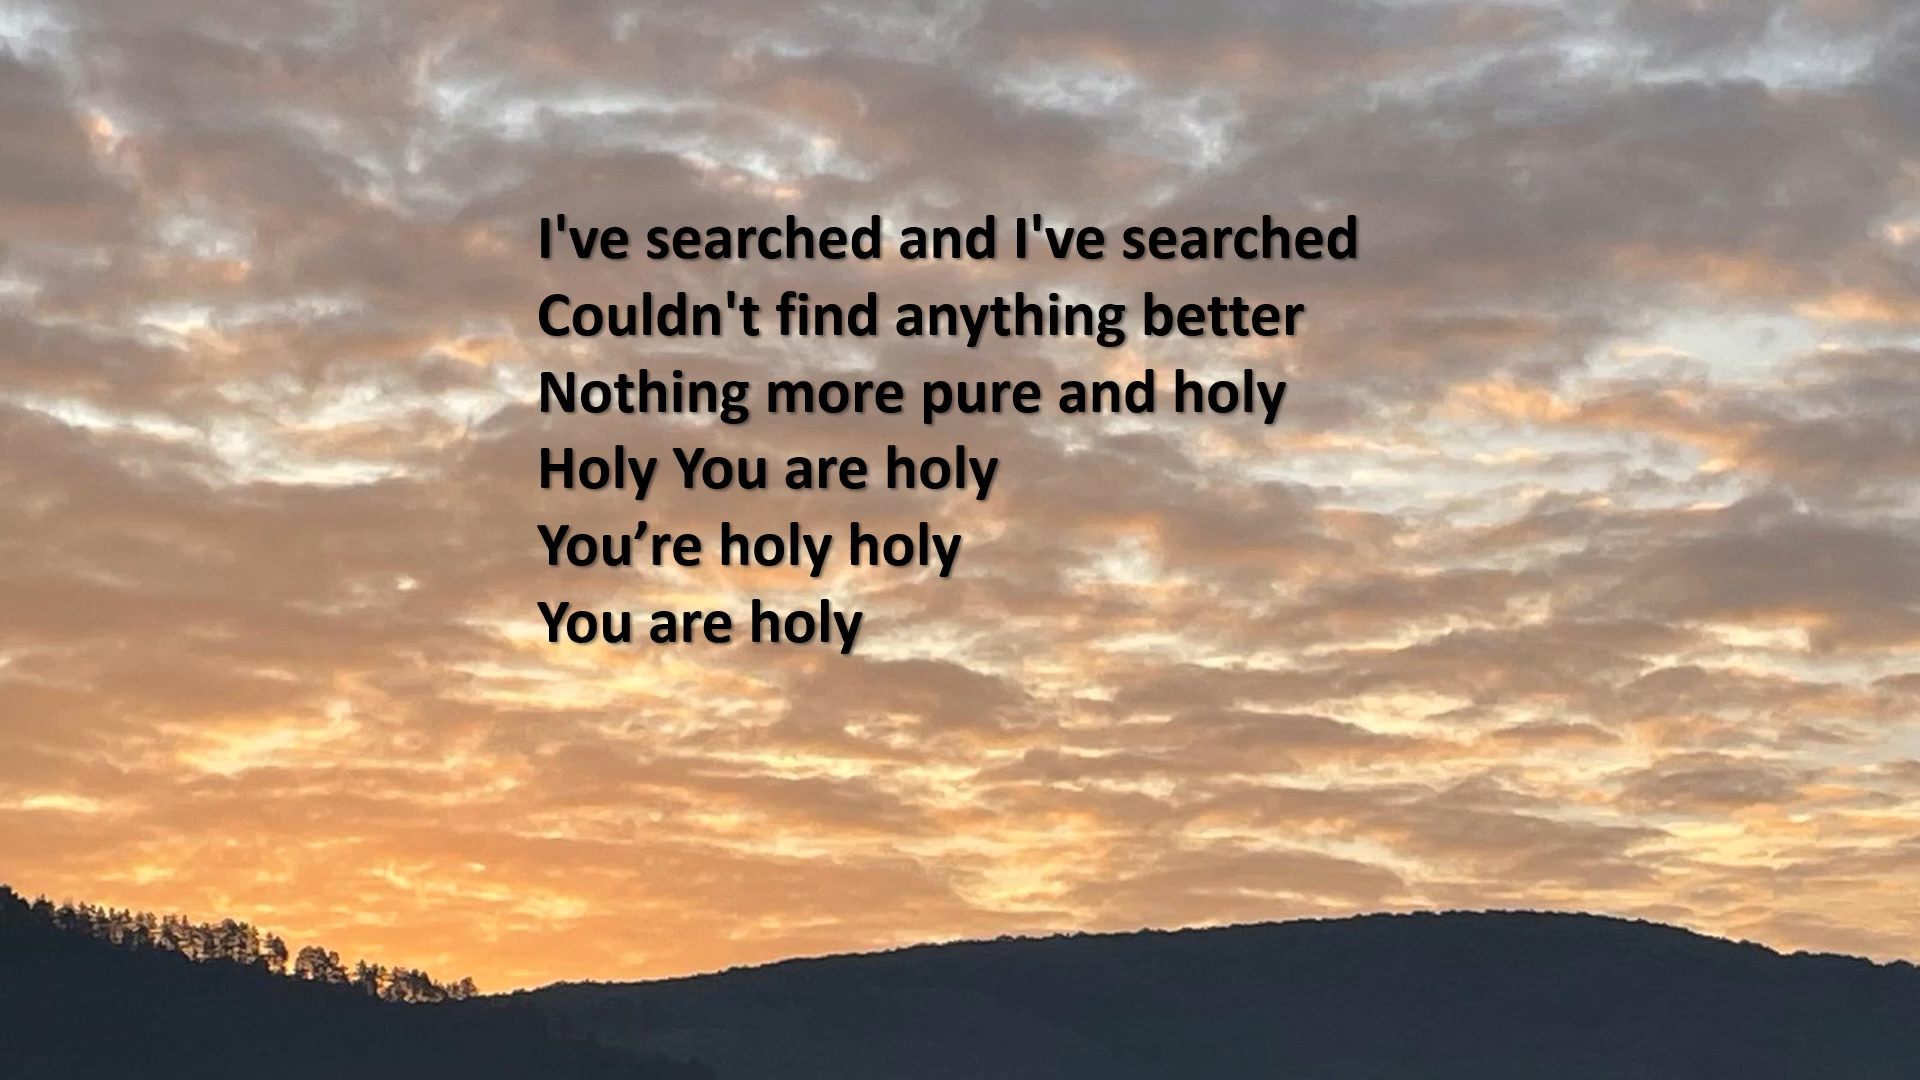 I've searched and I've searched
Couldn't find anything better
Nothing more pure and holy
Holy You are holy
You’re holy holy
You are holy